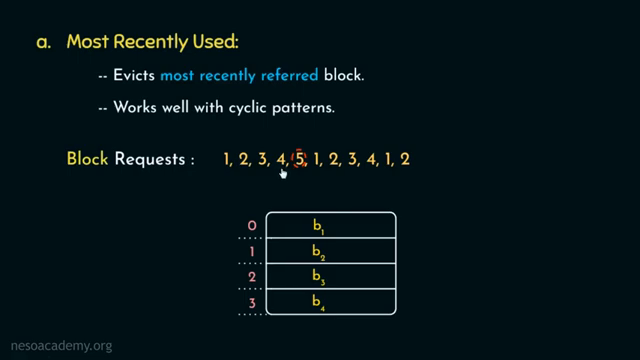 a. Most Recently Used:
-- Evicts most recently referred block.
-- Works well with cyclic patterns.
Block Requests : 1, 2, 3, 4, 5, 1, 2, 3, 4, 1, 2
0 b1
1 b2
2 b3
3 b4
nesoacademy.org